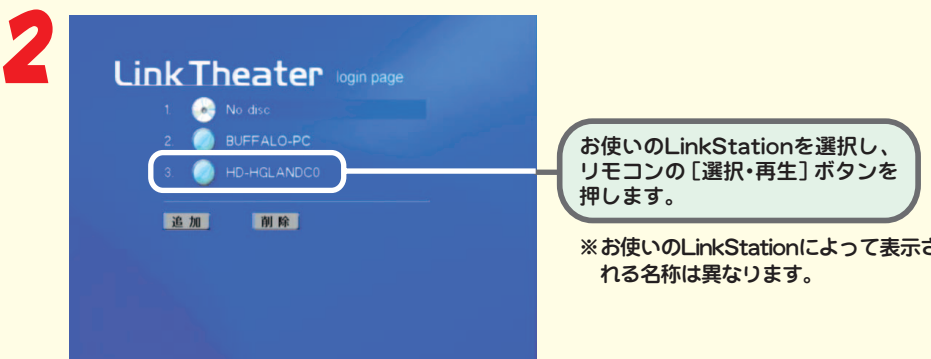 2
LinkTheater login page
1. No disc
2. BUFFALO-PC
3. HD-HGLANDC0
追加 削除
お使いのLinkStationを選択し、
リモコンの[選択・再生]ボタンを
押します。
※お使いのLinkStationによって表示さ
れる名称は異なります。